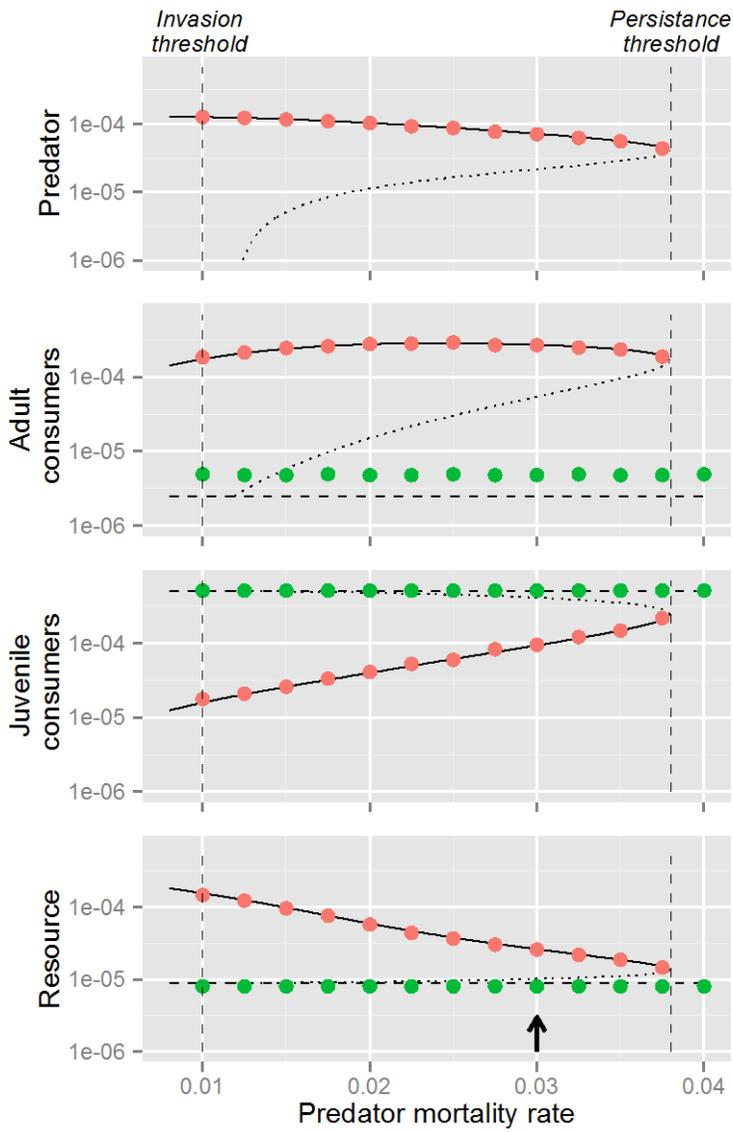 Invasion Persistance
threshold threshold
Predator
1e-04
1e-05
1e-06
Adult
consumers
1e-04
1e-05
1e-06
Juvenile
consumers
1e-04
1e-05
1e-06
Resource
1e-04
1e-05
1e-06
0.01 0.02 0.03 0.04
Predator mortality rate